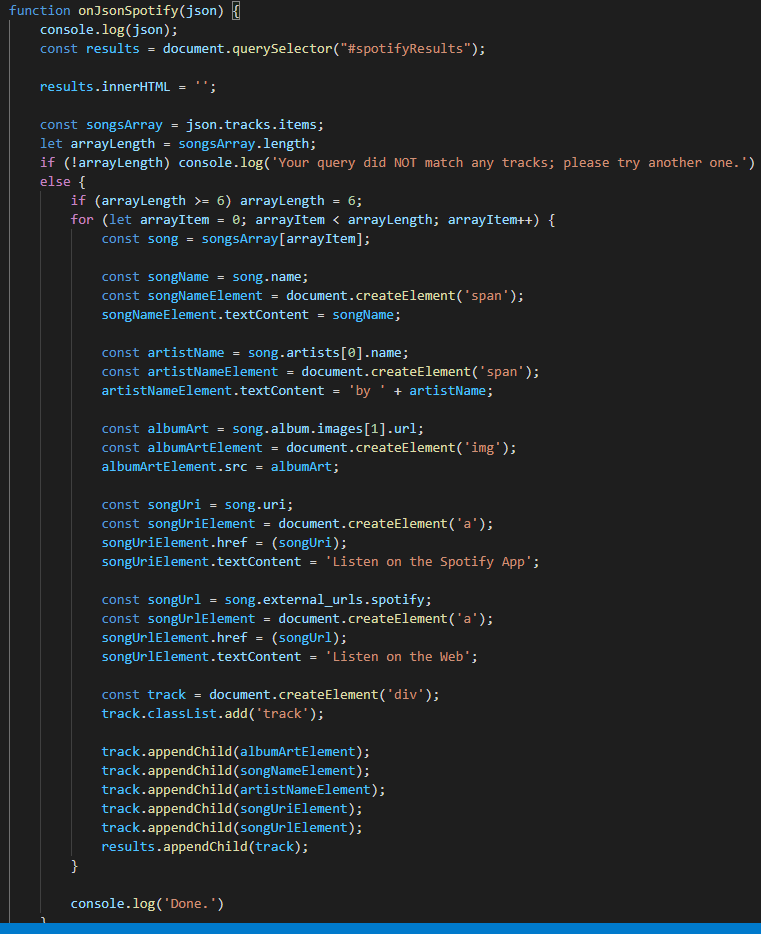 function onJsonSpotify(json) {
    console.log(json);
    const results = document.querySelector("#spotifyResults");

    results.innerHTML = '';

    const songsArray = json.tracks.items;
    let arrayLength = songsArray.length;
    if (!arrayLength) console.log('Your query did NOT match any tracks; please try another one.')
    else {
        if (arrayLength >= 6) arrayLength = 6;
        for (let arrayItem = 0; arrayItem < arrayLength; arrayItem++) {
            const song = songsArray[arrayItem];

            const songName = song.name;
            const songNameElement = document.createElement('span');
            songNameElement.textContent = songName;

            const artistName = song.artists[0].name;
            const artistNameElement = document.createElement('span');
            artistNameElement.textContent = 'by ' + artistName;

            const albumArt = song.album.images[1].url;
            const albumArtElement = document.createElement('img');
            albumArtElement.src = albumArt;

            const songUri = song.uri;
            const songUriElement = document.createElement('a');
            songUriElement.href = (songUri);
            songUriElement.textContent = 'Listen on the Spotify App';

            const songUrl = song.external_urls.spotify;
            const songUrlElement = document.createElement('a');
            songUrlElement.href = (songUrl);
            songUrlElement.textContent = 'Listen on the Web';

            const track = document.createElement('div');
            track.classList.add('track');

            track.appendChild(albumArtElement);
            track.appendChild(songNameElement);
            track.appendChild(artistNameElement);
            track.appendChild(songUriElement);
            track.appendChild(songUrlElement);
            results.appendChild(track);
        }

        console.log('Done.')
    }